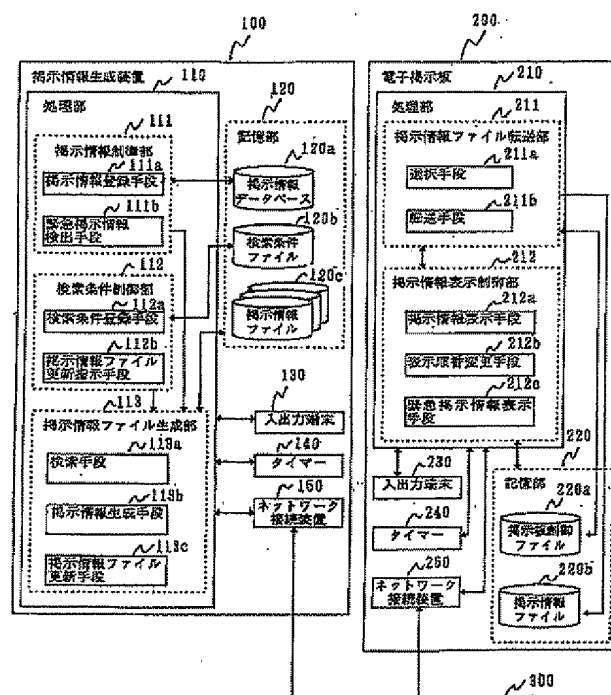 100
掲示情報生成装置
110
処理部
111
掲示情報制御部
111a
掲示情報登録手段
111b
緊急掲示情報
検出手段
112
検索条件制御部
112a
検索条件登録手段
112b
掲示情報ファイル
更新指示手段
113
掲示情報ファイル生成部
113a
検索手段
113b
掲示情報生成手段
113c
掲示情報ファイル
更新手段
120
記憶部
120a
掲示情報
データベース
120b
検索条件
ファイル
120c
掲示情報
ファイル
130
入出力端末
140
タイマー
150
ネットワーク
接続装置
200
電子掲示板
210
処理部
211
掲示情報ファイル転送部
211a
選択手段
211b
転送手段
212
掲示情報表示制御部
212a
掲示情報表示手段
212b
表示順番変更手段
212c
緊急掲示情報表示
手段
220
記憶部
220a
掲示板制御
ファイル
220b
掲示情報
ファイル
230
入出力端末
240
タイマー
250
ネットワーク
接続装置
300